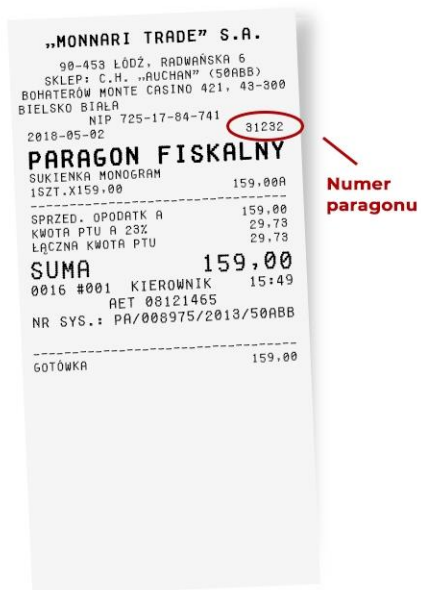 „MONNARI TRADE” S.A.
90-453 ŁÓDŹ, RADWAŃSKA 6
SKLEP: C.H. „AUCHAN” (50ABB)
BOHATERÓW MONTE CASINO 421, 43-300
BIELSKO BIAŁA
NIP 725-17-84-741
2018-05-02 31232
PARAGON FISKALNY
SUKIENKA MONOGRAM
1SZT.X159,00 159,00A
SPRZED. OPODATK A 159,00
KWOTA PTU A 23% 29,73
ŁĄCZNA KWOTA PTU 29,73
SUMA 159,00
0016 #001 KIEROWNIK 15:49
AET 08121465
NR SYS.: PA/008975/2013/50ABB
GOTÓWKA 159,00
Numer
paragonu